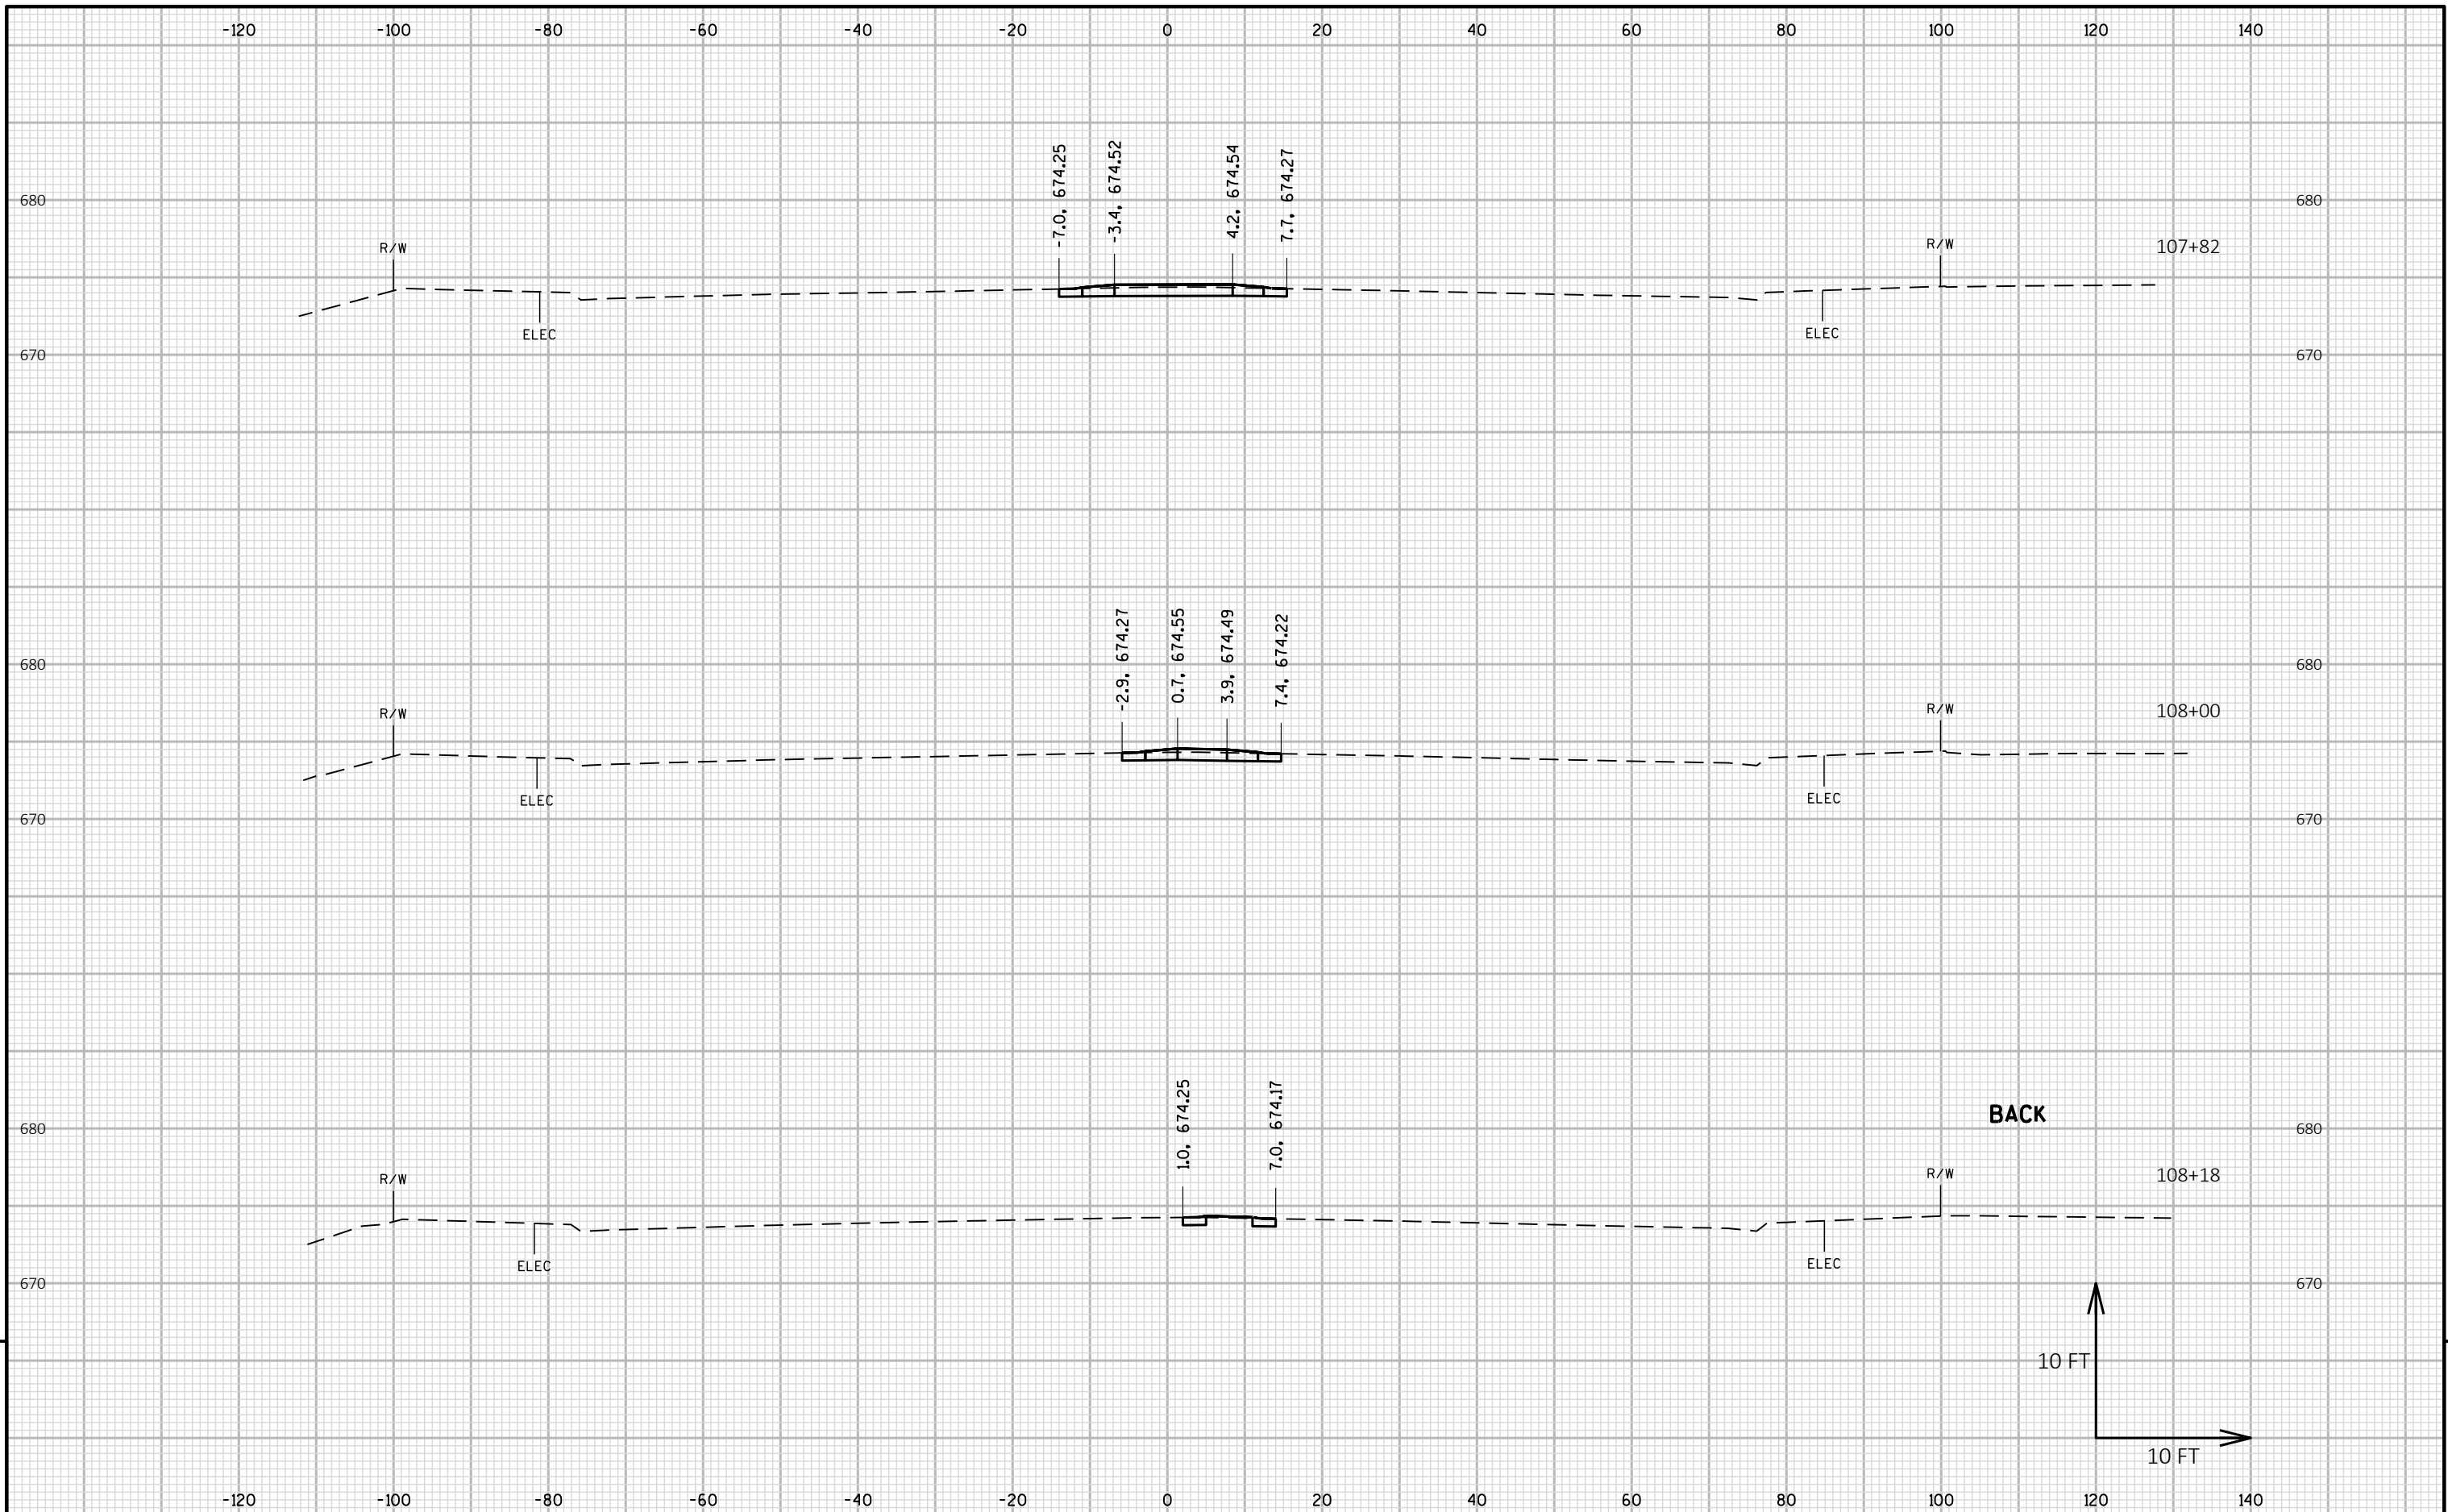 -120 -100 -80 -60 -40 -20 0 20 40 60 80 100 120 140
-7.0, 674.25
-3.4, 674.52
4.2, 674.54
7.7, 674.27
680 680
R/W R/W 107+82
ELEC ELEC
670 670
-2.9, 674.27
0.7, 674.55
3.9, 674.49
7.4, 674.22
680 680
R/W R/W 108+00
ELEC ELEC
670 670
1.0, 674.25
7.0, 674.17
BACK
680 680
R/W R/W 108+18
ELEC ELEC
670 670
10 FT
10 FT
-120 -100 -80 -60 -40 -20 0 20 40 60 80 100 120 140